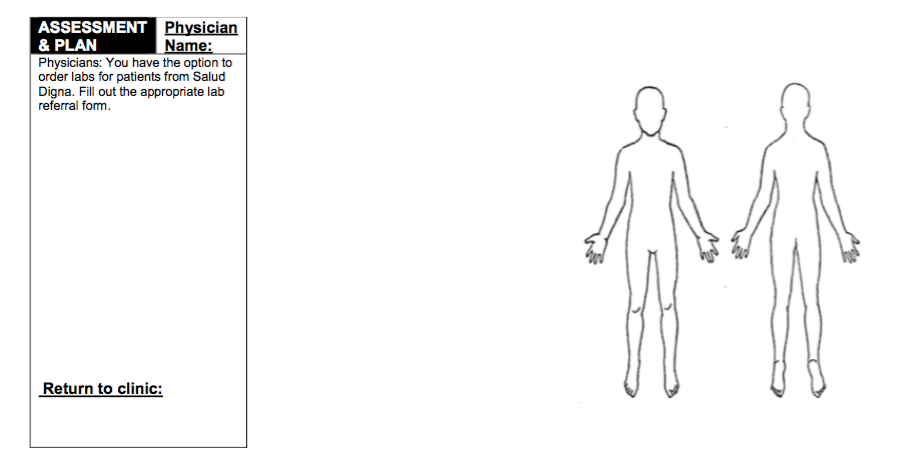 ASSESSMENT & PLAN
Physician Name:
Physicians: You have the option to
order labs for patients from Salud
Digna. Fill out the appropriate lab
referral form.
Return to clinic: